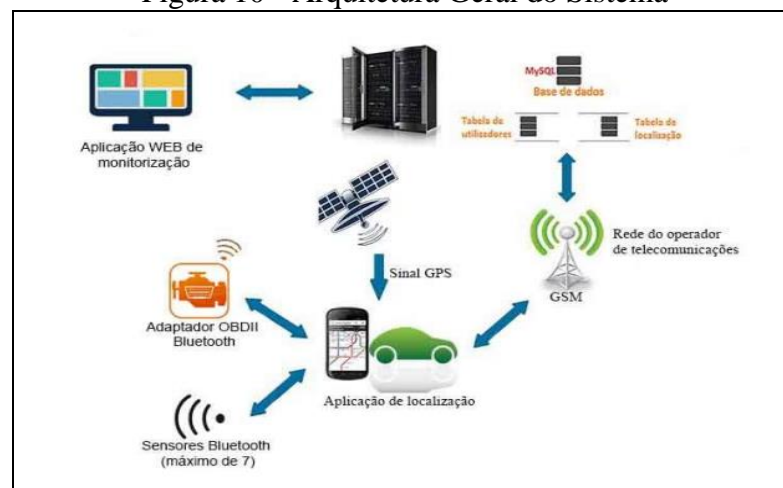 Figura 10 - Arquitetura Geral do Sistema
Aplicação WEB de
monitorização
MySQL
Base de dados
Tabela de
utilizadores
Tabela de
localização
Rede do operador
de telecomunicações
GSM
Sinal GPS
Adaptador OBDII
Bluetooth
Aplicação de localização
Sensores Bluetooth
(máximo de 7)